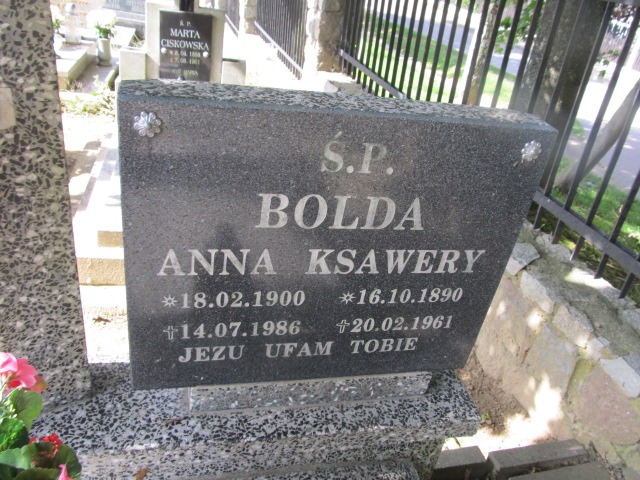 Ś. P.
MARTA
CISKOWSKA
Ś.P.
BOLDA
ANNA KSAWERY
18.02.1900 16.10.1890
14.07.1986 20.02.1961
JEZU UFAM TOBIE